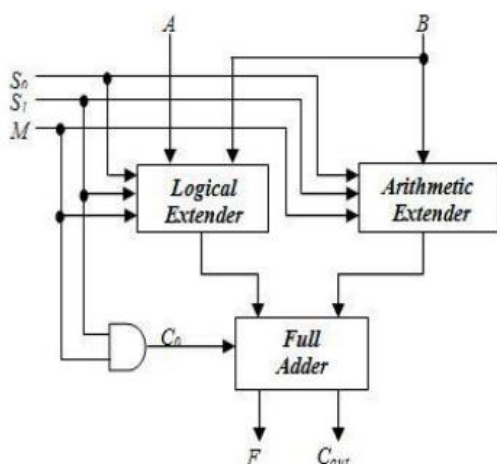 A B
S₀
S₁
M
Logical
Extender
Arithmetic
Extender
C₀
Full
Adder
F Cout